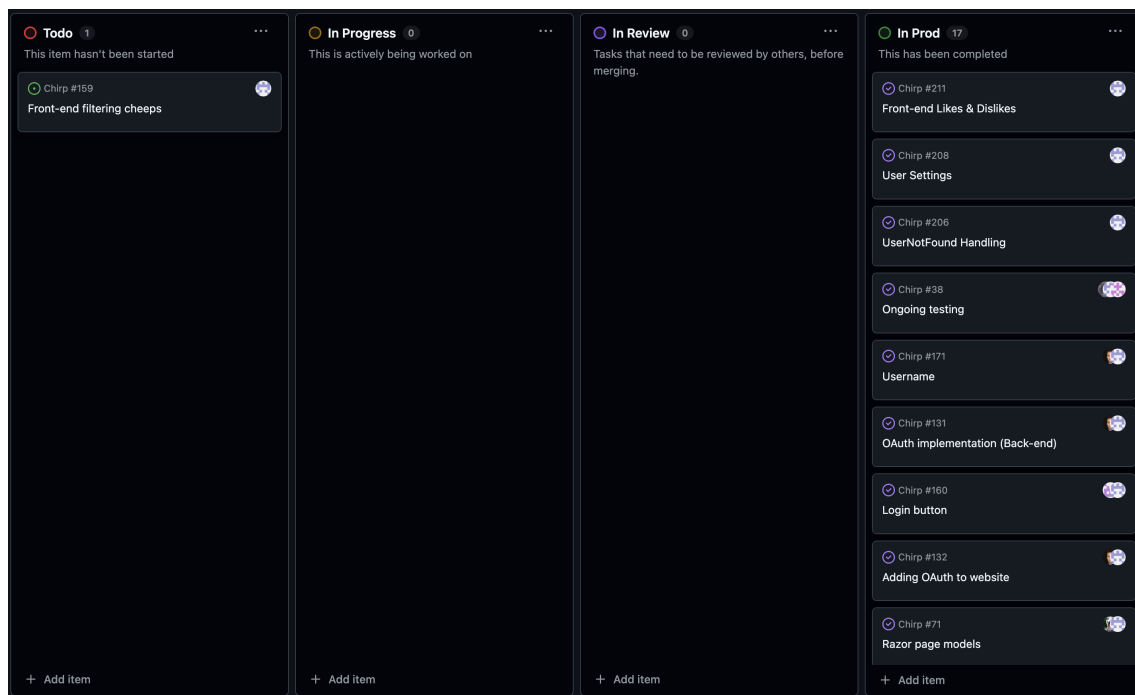 Todo 1
This item hasn't been started
Chirp #159
Front-end filtering cheeps
+ Add item
In Progress 0
This is actively being worked on
+ Add item
In Review 0
Tasks that need to be reviewed by others, before
merging.
+ Add item
In Prod 17
This has been completed
Chirp #211
Front-end Likes & Dislikes
Chirp #208
User Settings
Chirp #206
UserNotFound Handling
Chirp #38
Ongoing testing
Chirp #171
Username
Chirp #131
OAuth implementation (Back-end)
Chirp #160
Login button
Chirp #132
Adding OAuth to website
Chirp #71
Razor page models
+ Add item